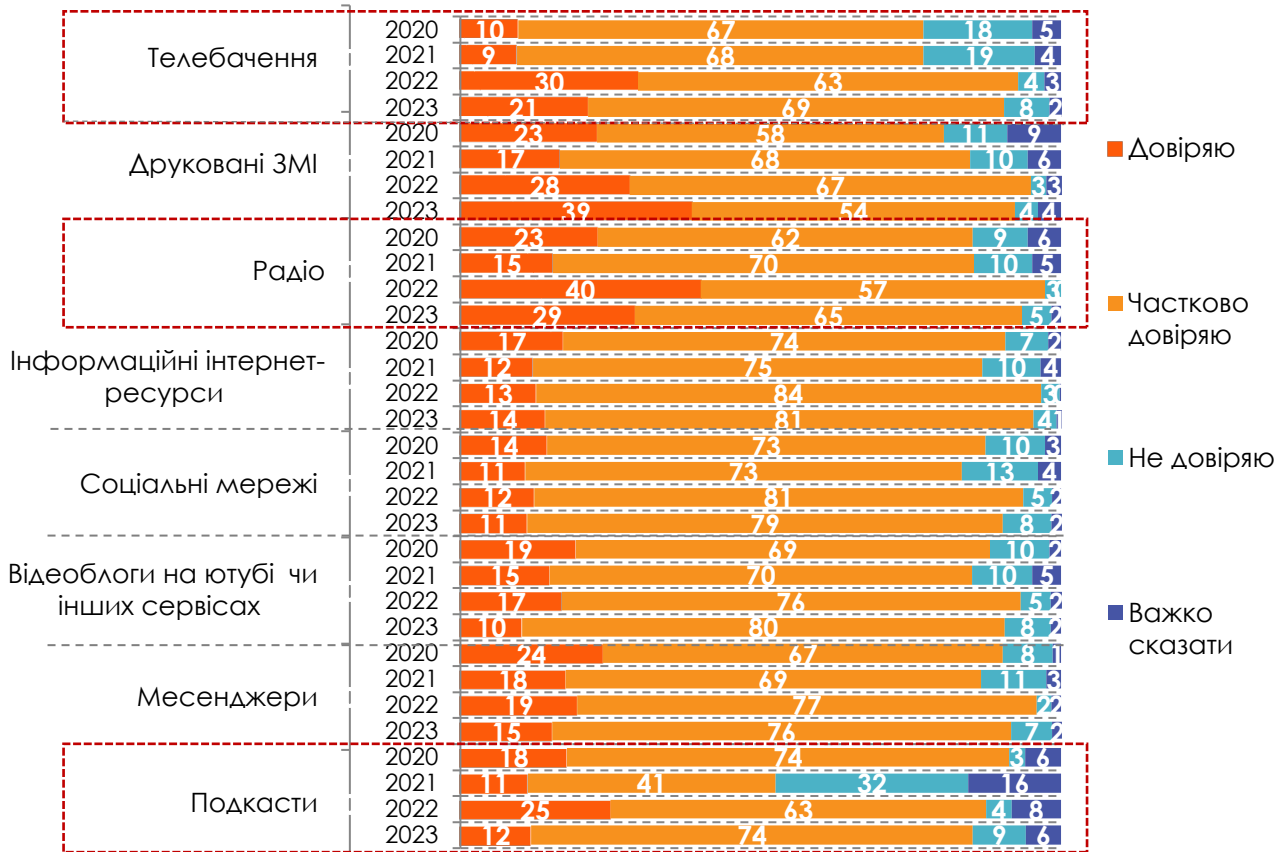 Телебачення
2020 10 67 18 5
2021 9 68 19 4
2022 30 63 4 3
2023 21 69 8 2
Друковані ЗМІ
2020 23 58 11 9
2021 17 68 10 6
2022 28 67 3 3
2023 39 54 4 4
Радіо
2020 23 62 9 6
2021 15 70 10 5
2022 40 57 3
2023 29 65 5 2
Інформаційні інтернет-
ресурси
2020 17 74 7 2
2021 12 75 10 4
2022 13 84 3
2023 14 81 4 1
Соціальні мережі
2020 14 73 10 3
2021 11 73 13 4
2022 12 81 5 2
2023 11 79 8 2
Відеоблоги на ютубі чи
інших сервісах
2020 19 69 10 2
2021 15 70 10 5
2022 17 76 5 2
2023 10 80 8 2
Месенджери
2020 24 67 8 1
2021 18 69 11 3
2022 19 77 2 2
2023 15 76 7 2
Подкасти
2020 18 74 3 6
2021 11 41 32 16
2022 25 63 4 8
2023 12 74 9 6
Довіряю
Частково
довіряю
Не довіряю
Важко
сказати